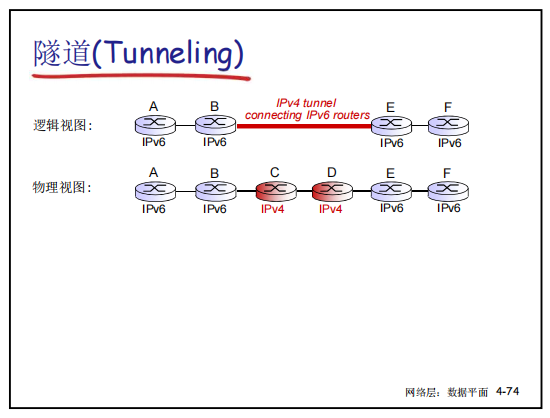 隧道(Tunneling)
IPv4 tunnel
connecting IPv6 routers
逻辑视图:
A B E F
IPv6 IPv6 IPv6 IPv6
物理视图:
A B C D E F
IPv6 IPv6 IPv4 IPv4 IPv6 IPv6
网络层: 数据平面 4-74